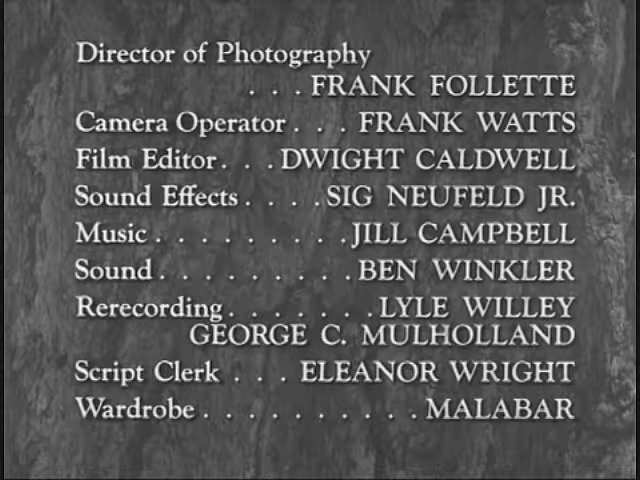 Director of Photography
. . . FRANK FOLLETTE
Camera Operator . . . FRANK WATTS
Film Editor . . . DWIGHT CALDWELL
Sound Effects . . . . SIG NEUFELD JR.
Music . . . . . . . . . JILL CAMPBELL
Sound . . . . . . . . . BEN WINKLER
Rerecording . . . . . . . LYLE WILLEY
GEORGE C. MULHOLLAND
Script Clerk . . . ELEANOR WRIGHT
Wardrobe . . . . . . . . . . MALABAR